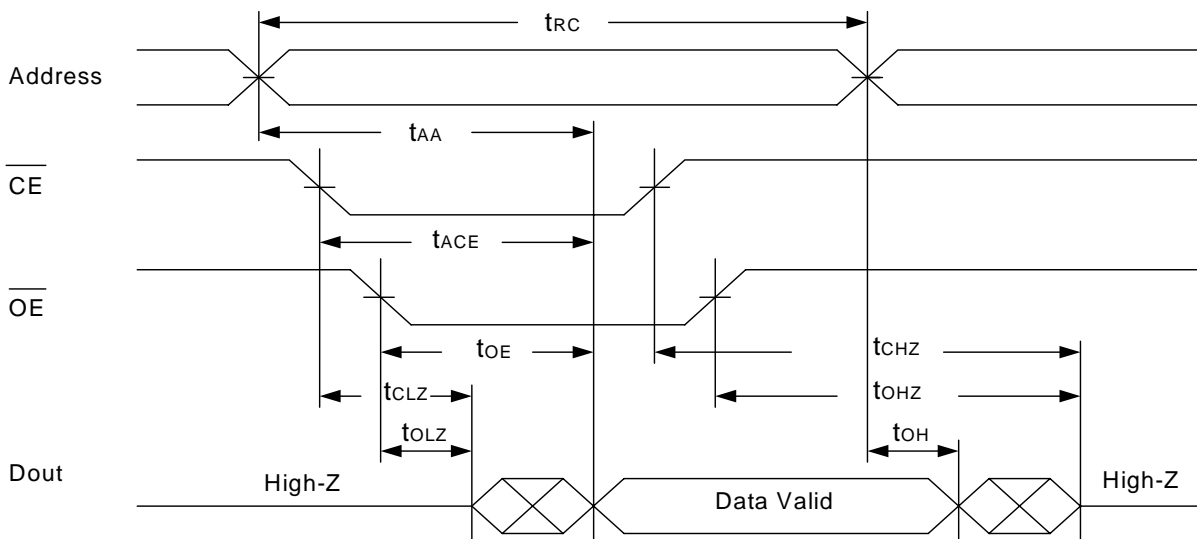 tRC
Address
tAA
CE
tACE
OE
tOE
tCHZ
tCLZ
tOHZ
tOLZ
tOH
Dout
High-Z
Data Valid
High-Z